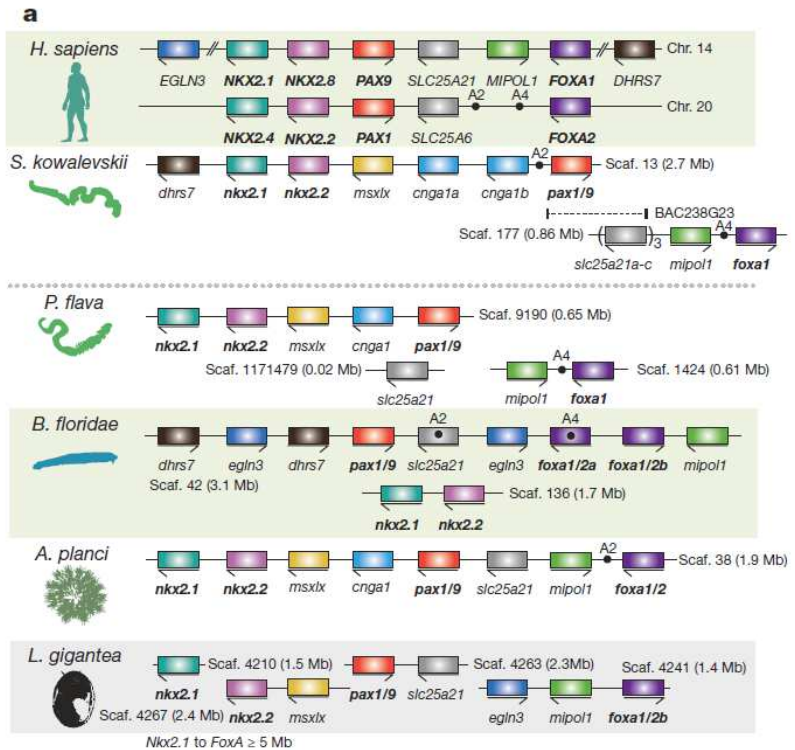 a
H. sapiens
Chr. 14
EGLN3 NKX2.1 NKX2.8 PAX9 SLC25A21 MIPOL1 FOXA1 DHRS7
A2 A4
Chr. 20
NKX2.4 NKX2.2 PAX1 SLC25A6 FOXA2
S. kowalevskii
A2
Scaf. 13 (2.7 Mb)
dhrs7 nkx2.1 nkx2.2 msxlx cnga1a cnga1b pax1/9
BAC238G23
Scaf. 177 (0.86 Mb) ( )3 A4
slc25a21a-c mipol1 foxa1
P. flava
Scaf. 9190 (0.65 Mb)
nkx2.1 nkx2.2 msxlx cnga1 pax1/9
Scaf. 1171479 (0.02 Mb) A4 Scaf. 1424 (0.61 Mb)
slc25a21 mipol1 foxa1
B. floridae
A2 A4
dhrs7 egln3 dhrs7 pax1/9 slc25a21 egln3 foxa1/2a foxa1/2b mipol1
Scaf. 42 (3.1 Mb)
Scaf. 136 (1.7 Mb)
nkx2.1 nkx2.2
A. planci
A2
Scaf. 38 (1.9 Mb)
nkx2.1 nkx2.2 msxlx cnga1 pax1/9 slc25a21 mipol1 foxa1/2
L. gigantea
Scaf. 4210 (1.5 Mb) Scaf. 4263 (2.3Mb) Scaf. 4241 (1.4 Mb)
nkx2.1 pax1/9 slc25a21
Scaf. 4267 (2.4 Mb) nkx2.2 msxlx egln3 mipol1 foxa1/2b
Nkx2.1 to FoxA ≥ 5 Mb